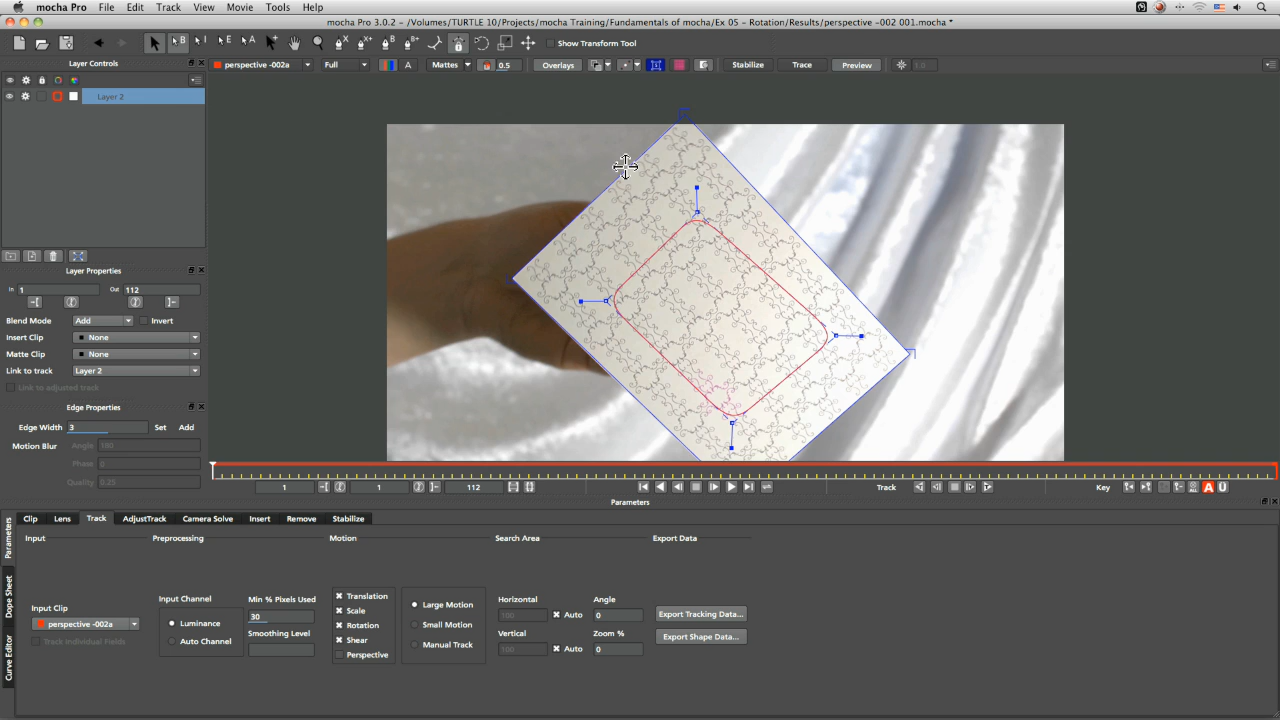 mocha Pro File Edit Track View Movie Tools Help
mocha Pro 3.0.2 - /Volumes/TURTLE 10/Projects/mocha Training/Fundamentals of mocha/Ex 05 - Rotation/Results/perspective -002 001.mocha *
Show Transform Tool
Layer Controls
perspective -002a Full A Mattes 0.5 Overlays Stabilize Trace Preview 1.0
Layer 2
Layer Properties
In 1 Out 112
Blend Mode Add Invert
Insert Clip None
Matte Clip None
Link to track Layer 2
Link to adjusted track
Edge Properties
Edge Width 3 Set Add
Motion Blur Angle 180
Phase 0
Quality 0.25
1 1 112 Track Key A
Parameters
Parameters
Dope Sheet
Curve Editor
Clip Lens Track AdjustTrack Camera Solve Insert Remove Stabilize
Input Preprocessing Motion Search Area Export Data
Input Clip
perspective -002a
Track Individual Fields
Input Channel
Luminance
Auto Channel
Min % Pixels Used
30
Smoothing Level
Translation
Scale
Rotation
Shear
Perspective
Large Motion
Small Motion
Manual Track
Horizontal
100 Auto
Vertical
100 Auto
Angle
0
Zoom %
0
Export Tracking Data...
Export Shape Data...